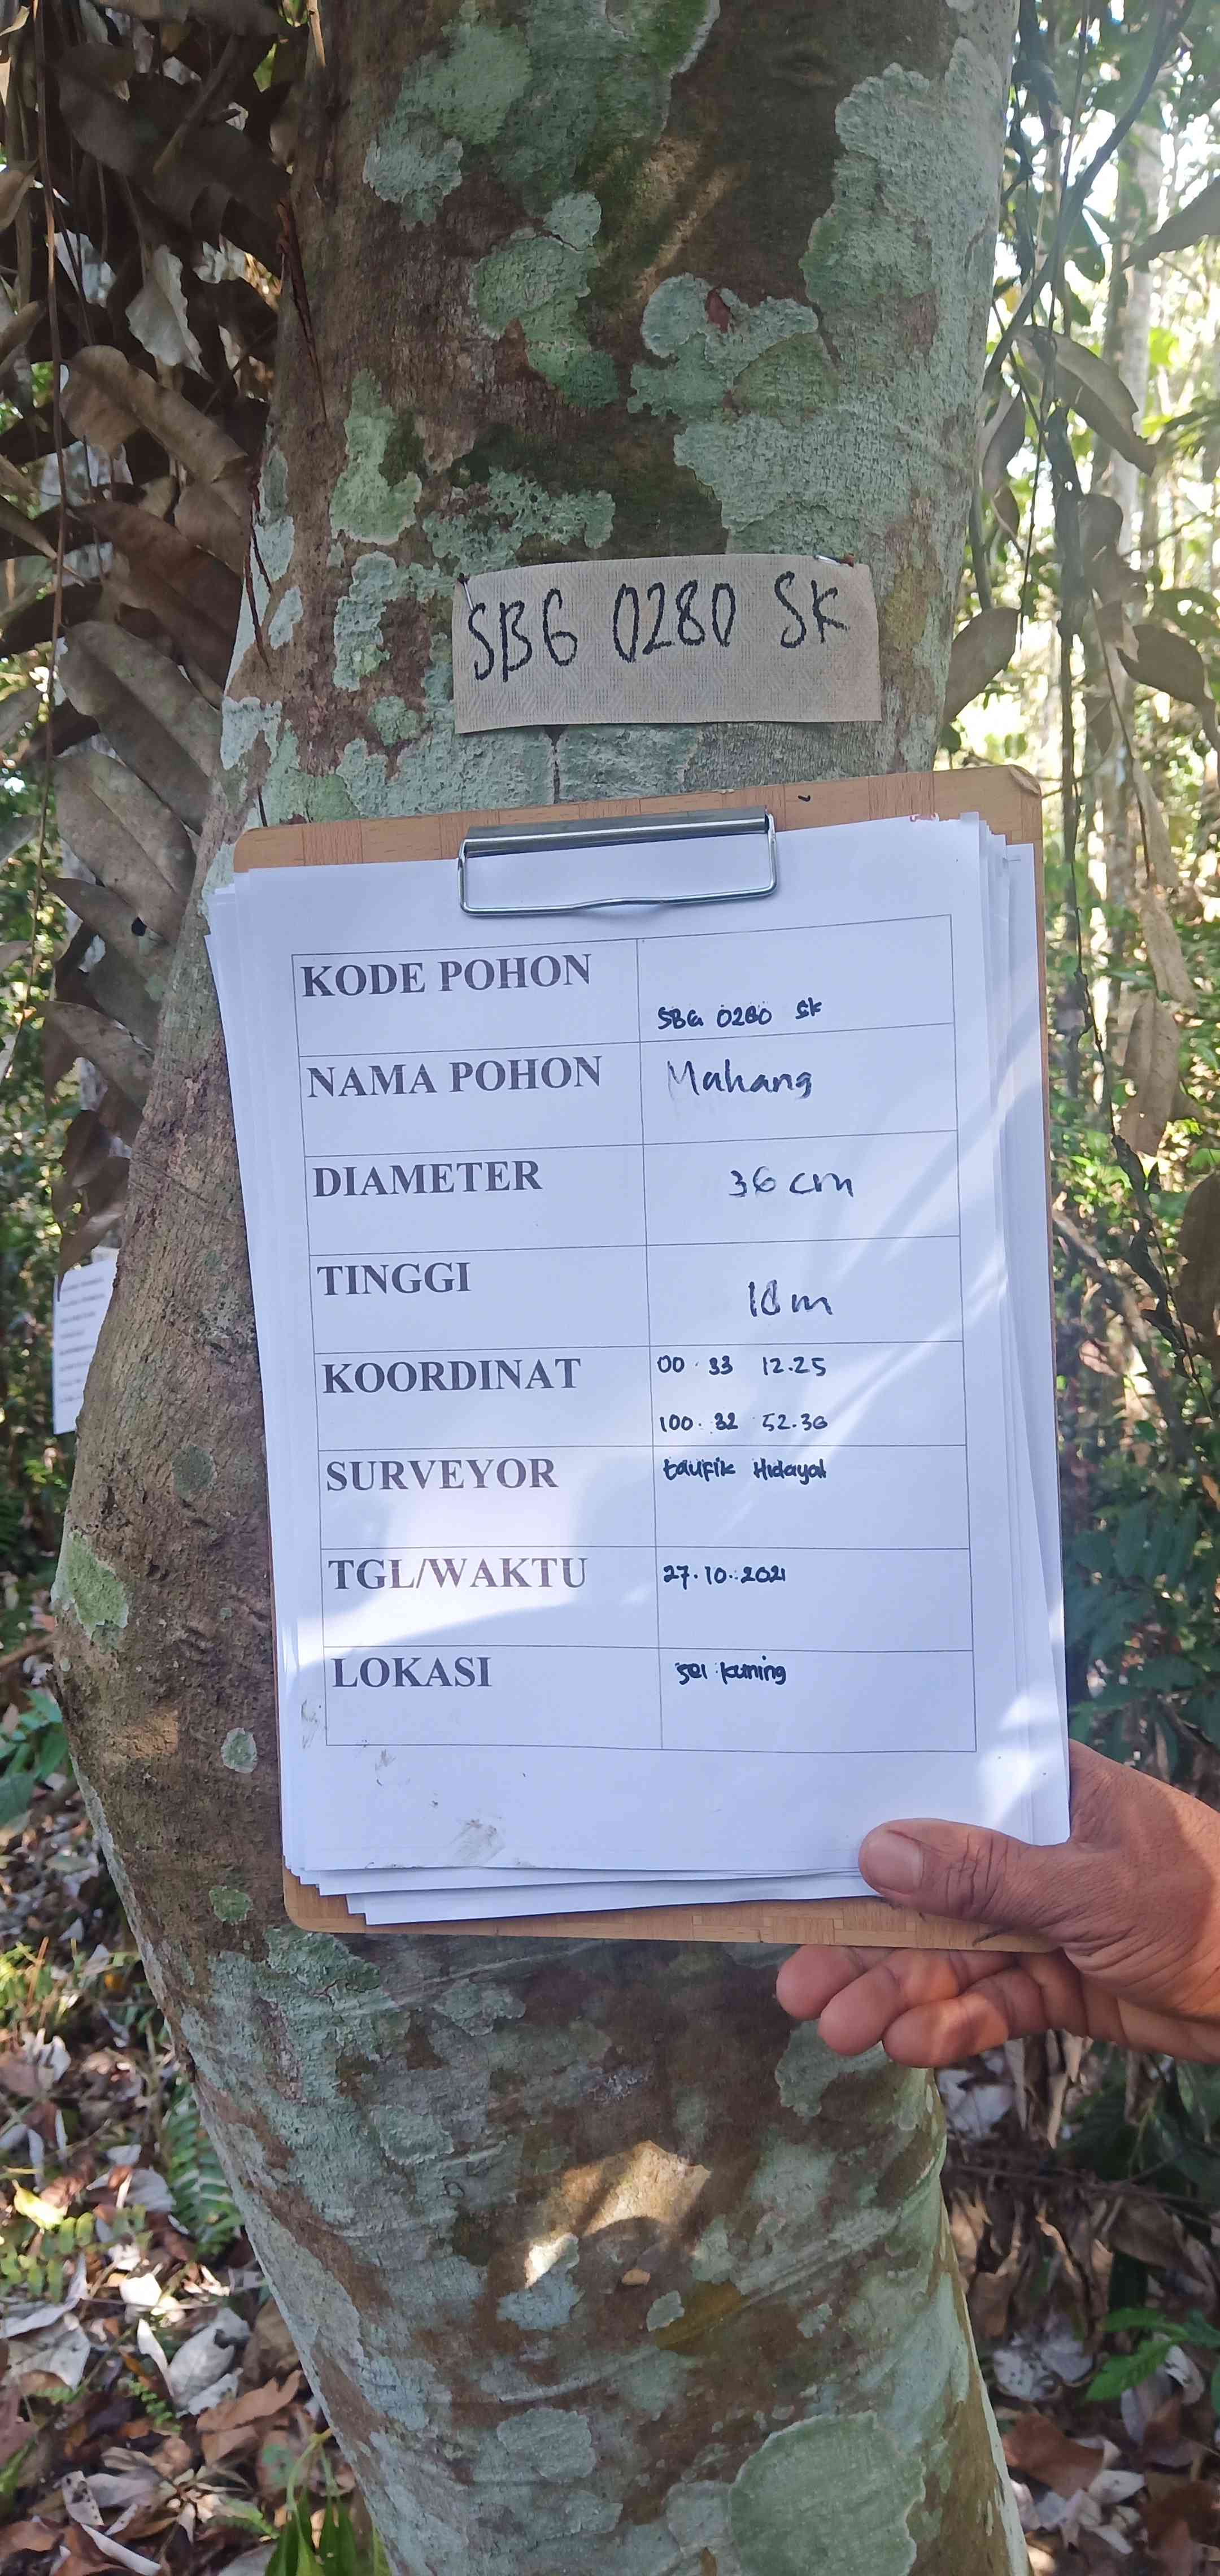 SBG 0280 SK
KODE POHON
SBG 0280 SK
NAMA POHON
Mahang
DIAMETER
36 cm
TINGGI
KOORDINAT
00. 33 12.25
100. 32 52.36
SURVEYOR
taufik Hidayat
TGL/WAKTU
27.10.2021
LOKASI
sei kuning